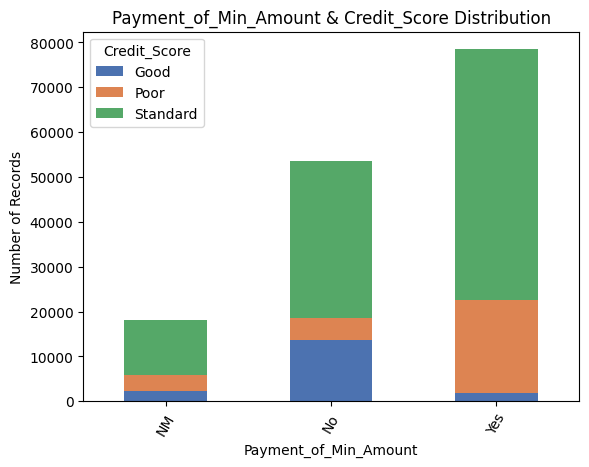 Payment_of_Min_Amount & Credit_Score Distribution
Credit_Score
Good
Poor
Standard
80000
70000
60000
50000
40000
30000
20000
10000
0
Number of Records
NM
No
Yes
Payment_of_Min_Amount